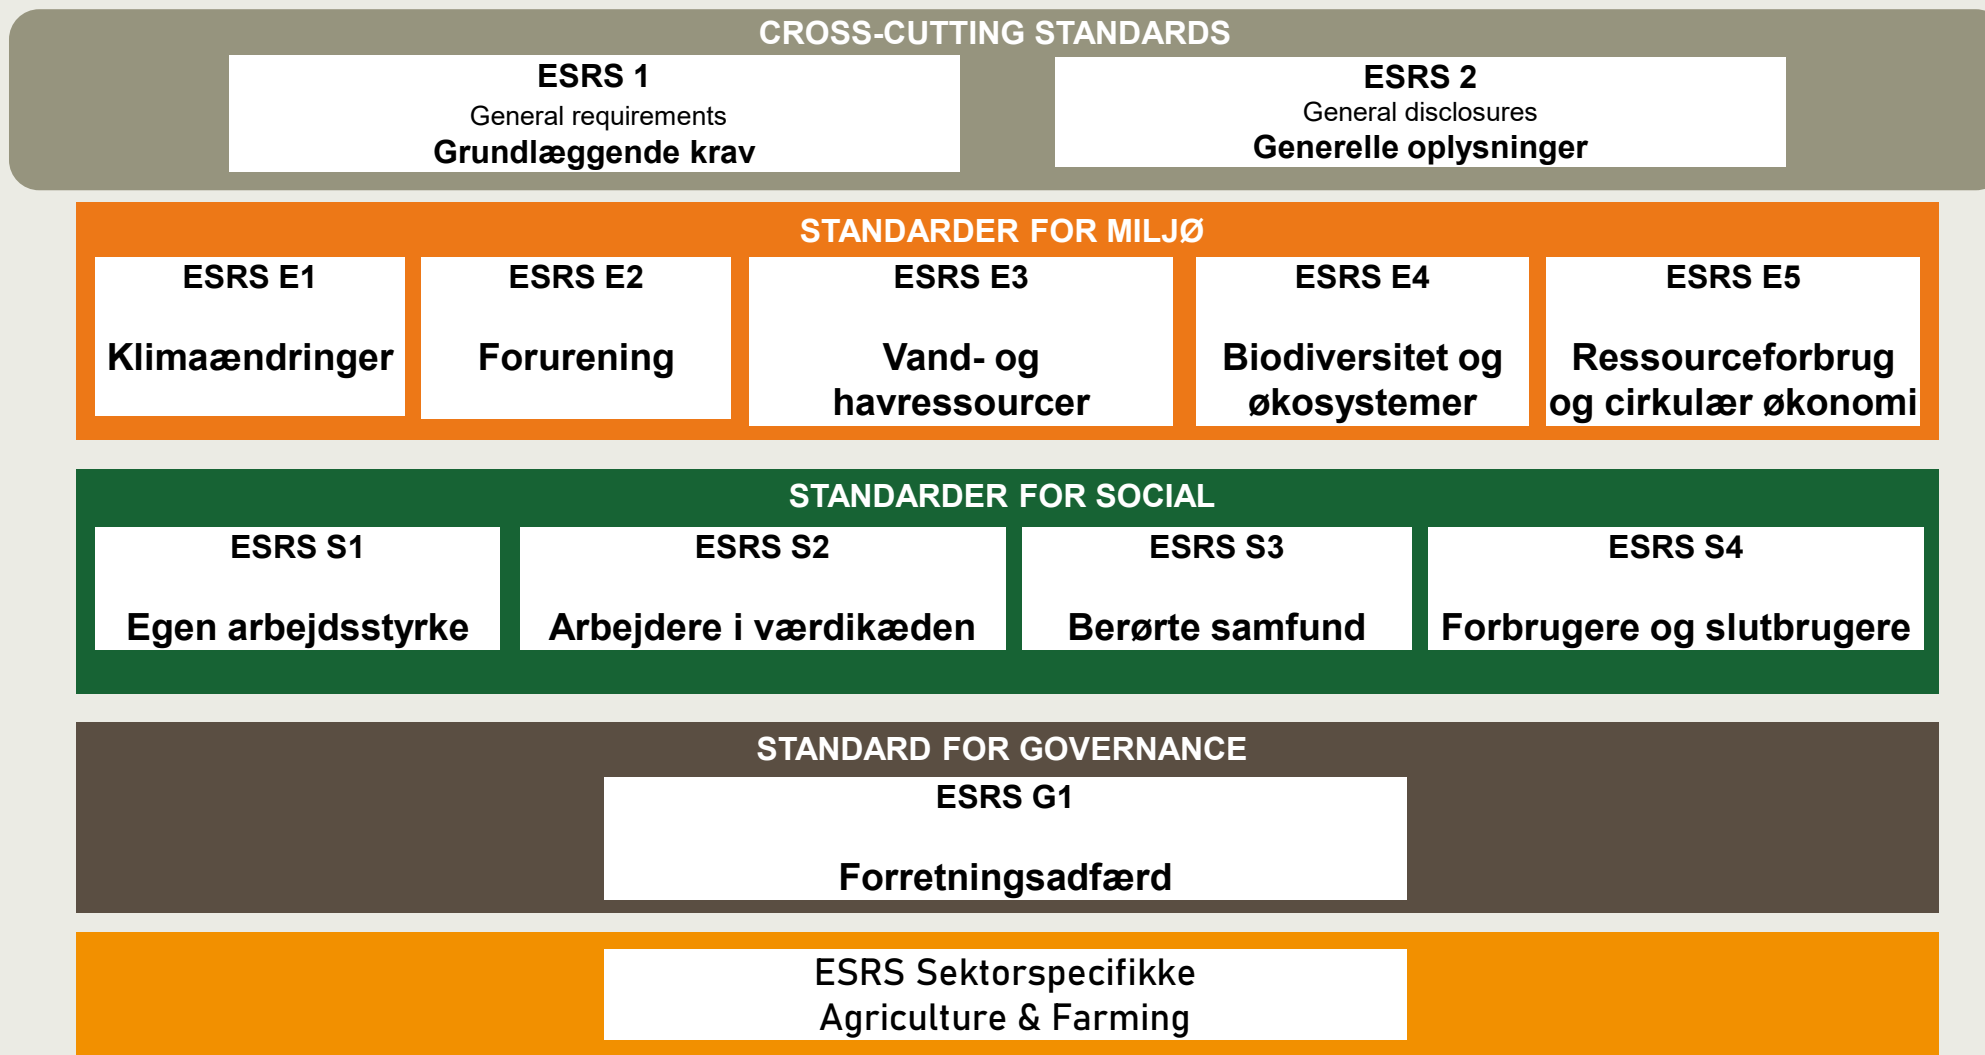 CROSS-CUTTING STANDARDS
ESRS 1
General requirements
Grundlæggende krav
ESRS 2
General disclosures
Generelle oplysninger
STANDARDER FOR MILJØ
ESRS E1
Klimaændringer
ESRS E2
Forurening
ESRS E3
Vand- og
havressourcer
ESRS E4
Biodiversitet og
økosystemer
ESRS E5
Ressourceforbrug
og cirkulær økonomi
STANDARDER FOR SOCIAL
ESRS S1
Egen arbejdsstyrke
ESRS S2
Arbejdere i værdikæden
ESRS S3
Berørte samfund
ESRS S4
Forbrugere og slutbrugere
STANDARD FOR GOVERNANCE
ESRS G1
Forretningsadfærd
ESRS Sektorspecifikke
Agriculture & Farming